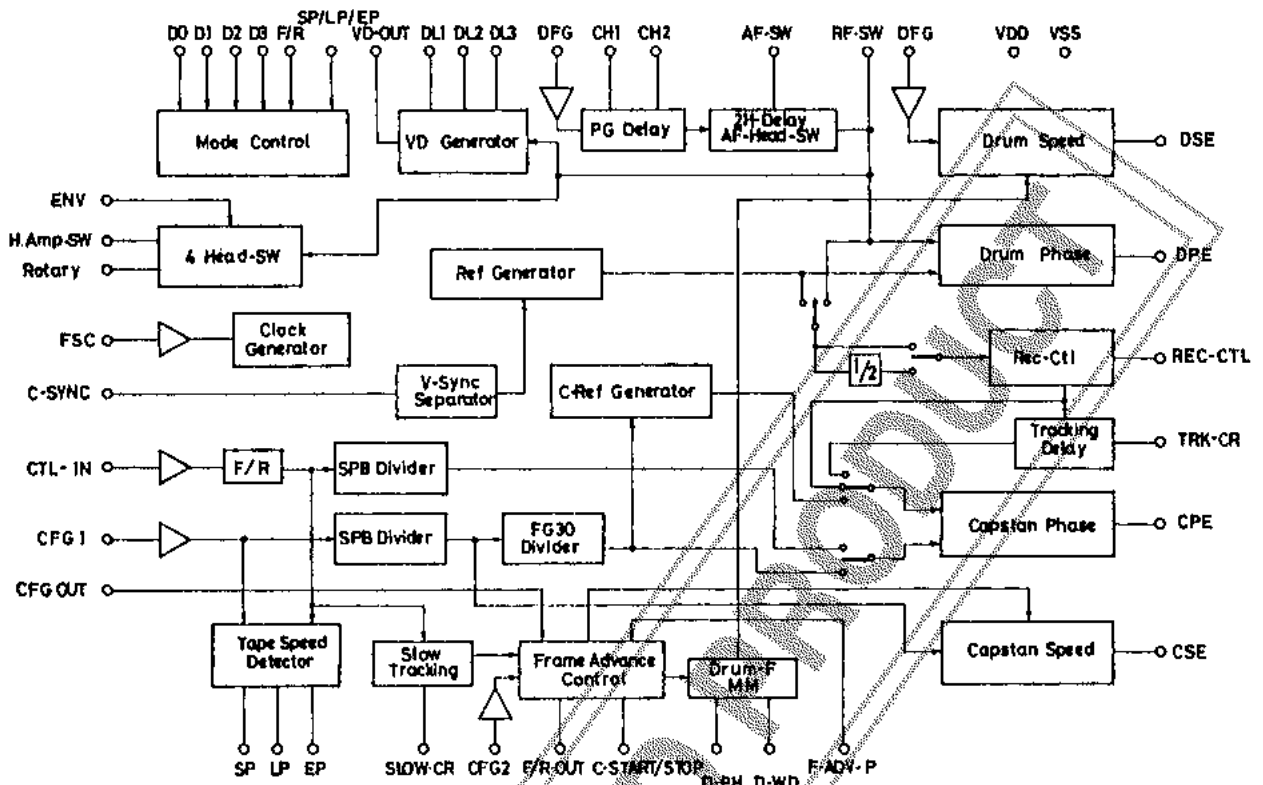 SP/LP/EP
D0 D1 D2 D3 F/R VD-OUT DL1 DL2 DL3 DFG CH1 CH2 AF-SW RF-SW DFG VDD VSS
Mode Control
VD Generator
PG Delay
2H-Delay
AF-Head-SW
Drum Speed
DSE
ENV
H.Amp-SW
Rotary
4 Head-SW
Ref Generator
Drum Phase
DPE
FSC
Clock
Generator
1/2
Rec-Ctl
REC-CTL
C-SYNC
V-Sync
Separator
C-Ref Generator
Tracking
Delay
TRK-CR
CTL-IN
F/R
SPB Divider
CFG1
SPB Divider
FG30
Divider
Capstan Phase
CPE
CFG OUT
Tape Speed
Detector
Slow
Tracking
Frame Advance
Control
Drum-F
MM
Capstan Speed
CSE
SP LP EP SLOW-CR CFG2 F/R-OUT C-START/STOP F-ADV-P
D-PH D-WD
PRODUCT